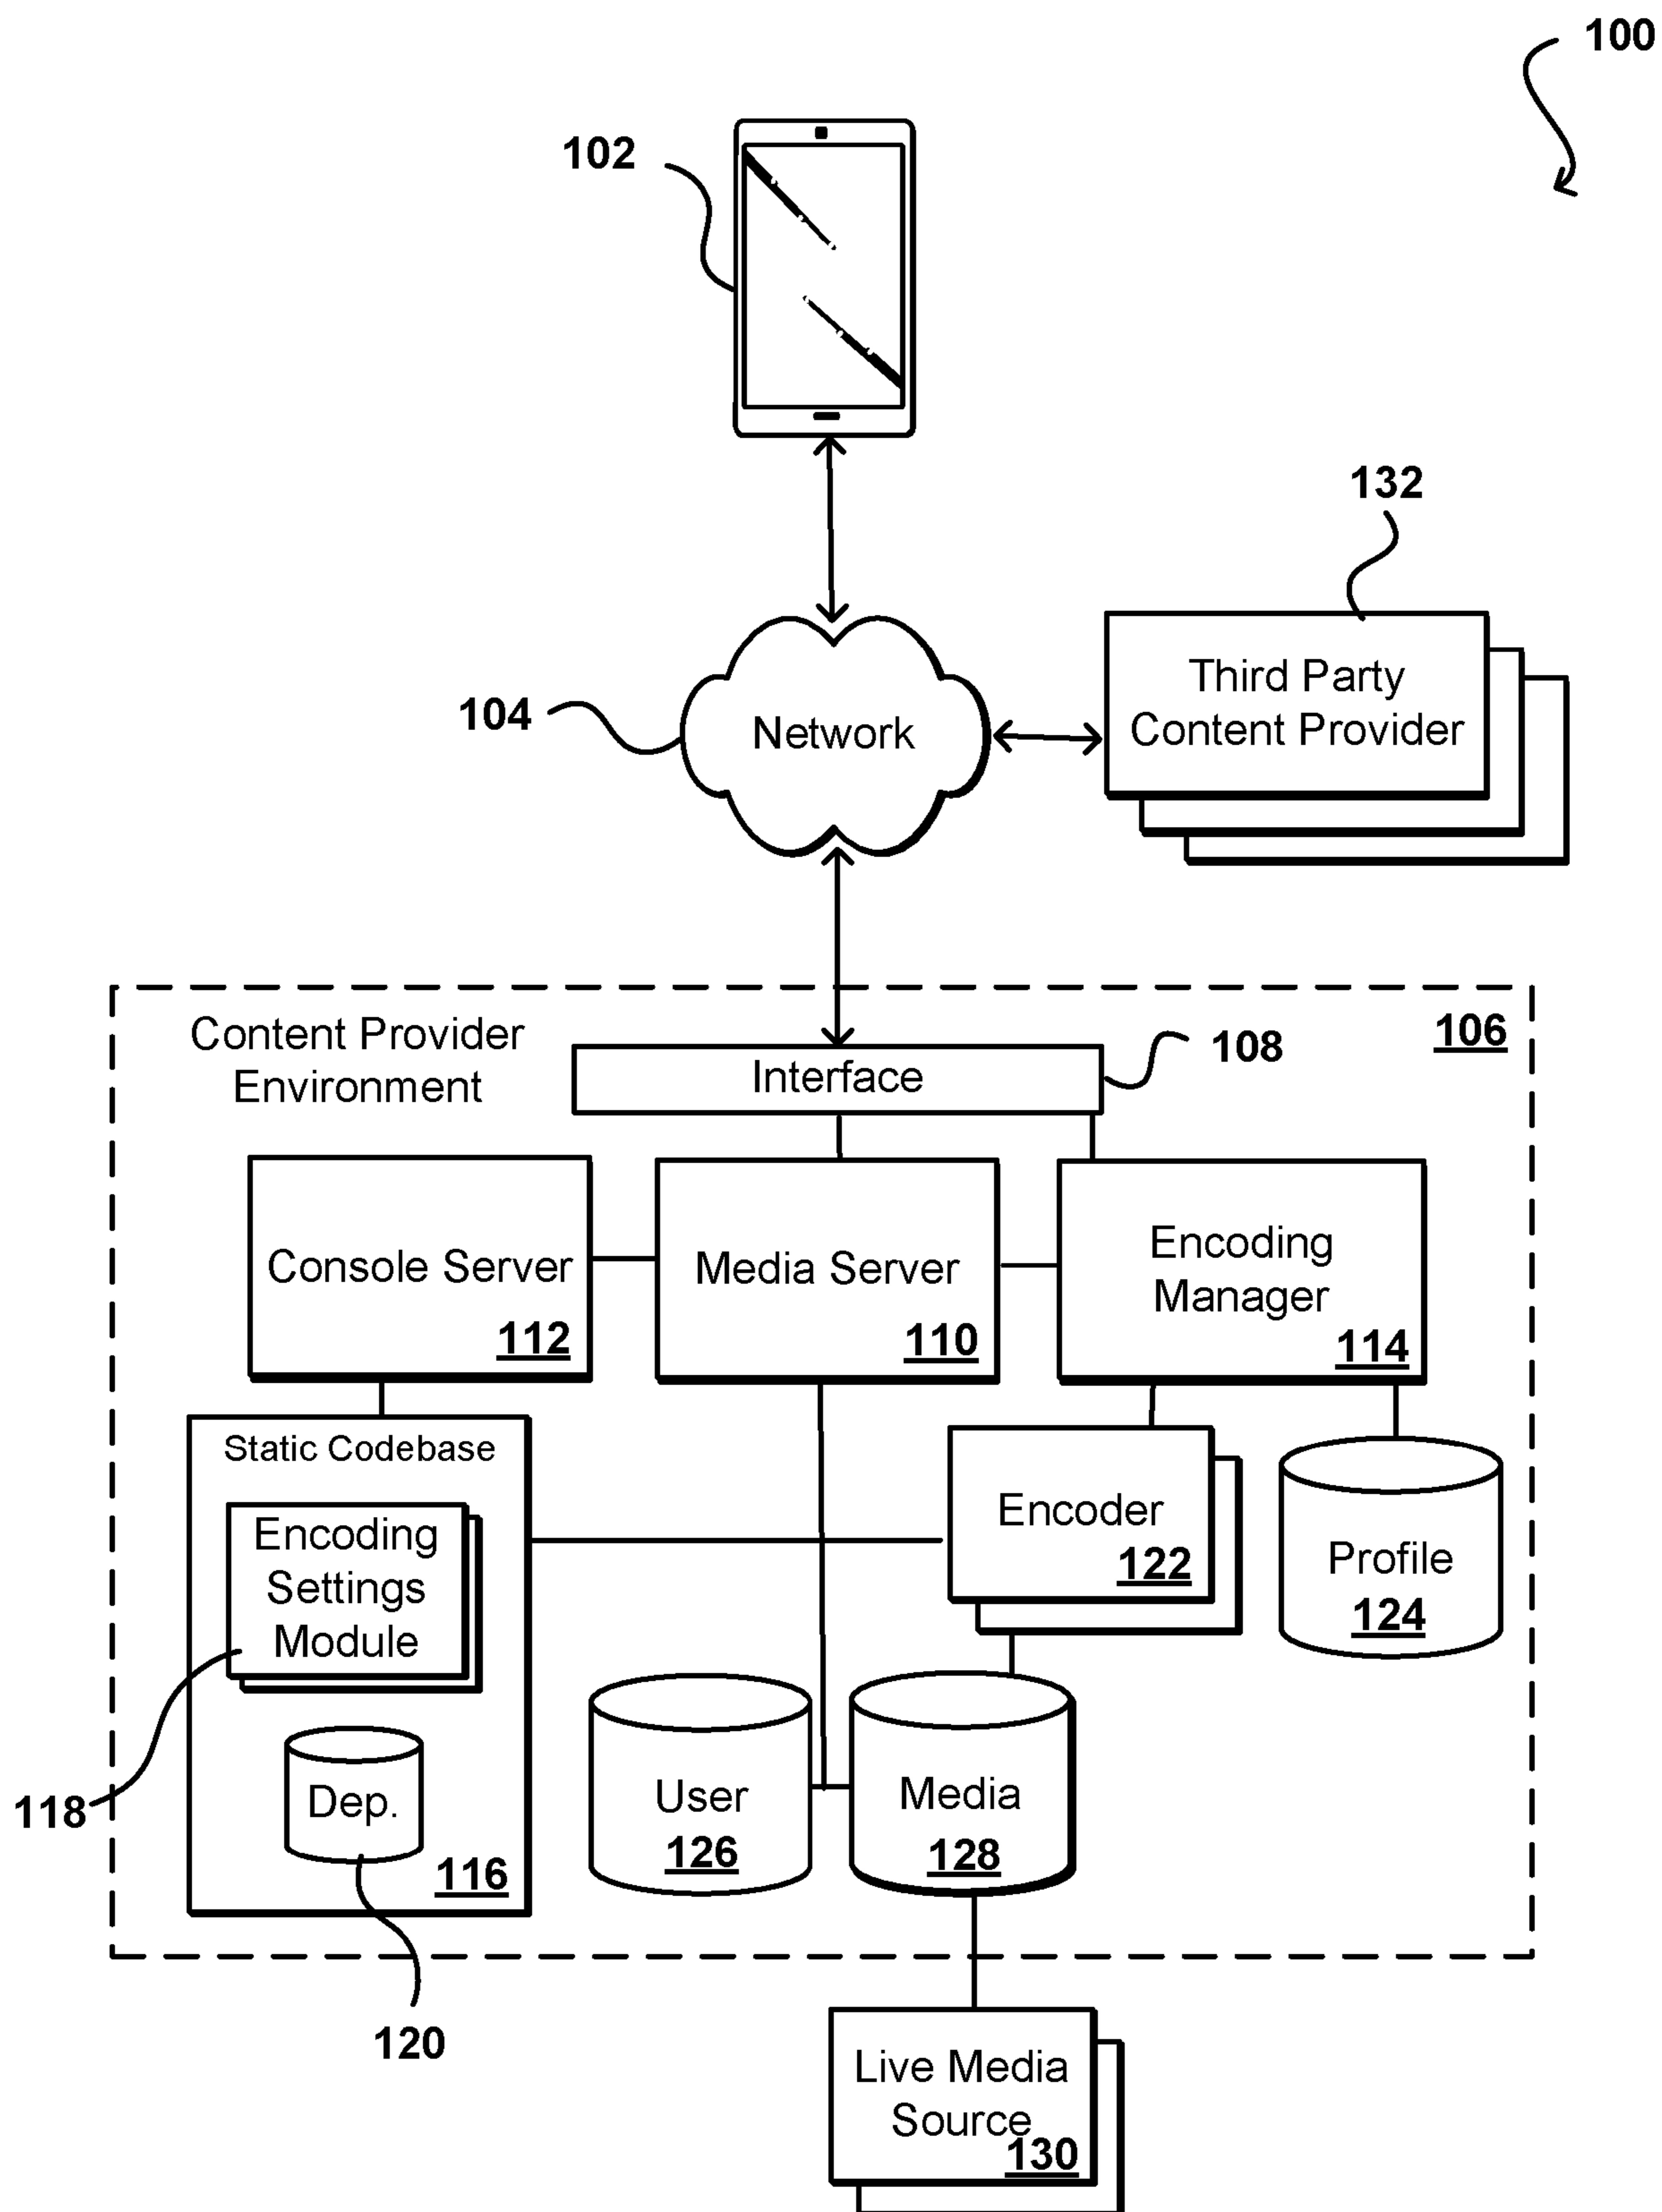 100
102
132
Third Party
Content Provider
104
Network
Content Provider
Environment
106
108
Interface
Console Server
112
Media Server
110
Encoding
Manager
114
Static Codebase
Encoding
Settings
Module
Encoder
122
Profile
124
118
Dep.
116
User
126
Media
128
120
Live Media
Source
130